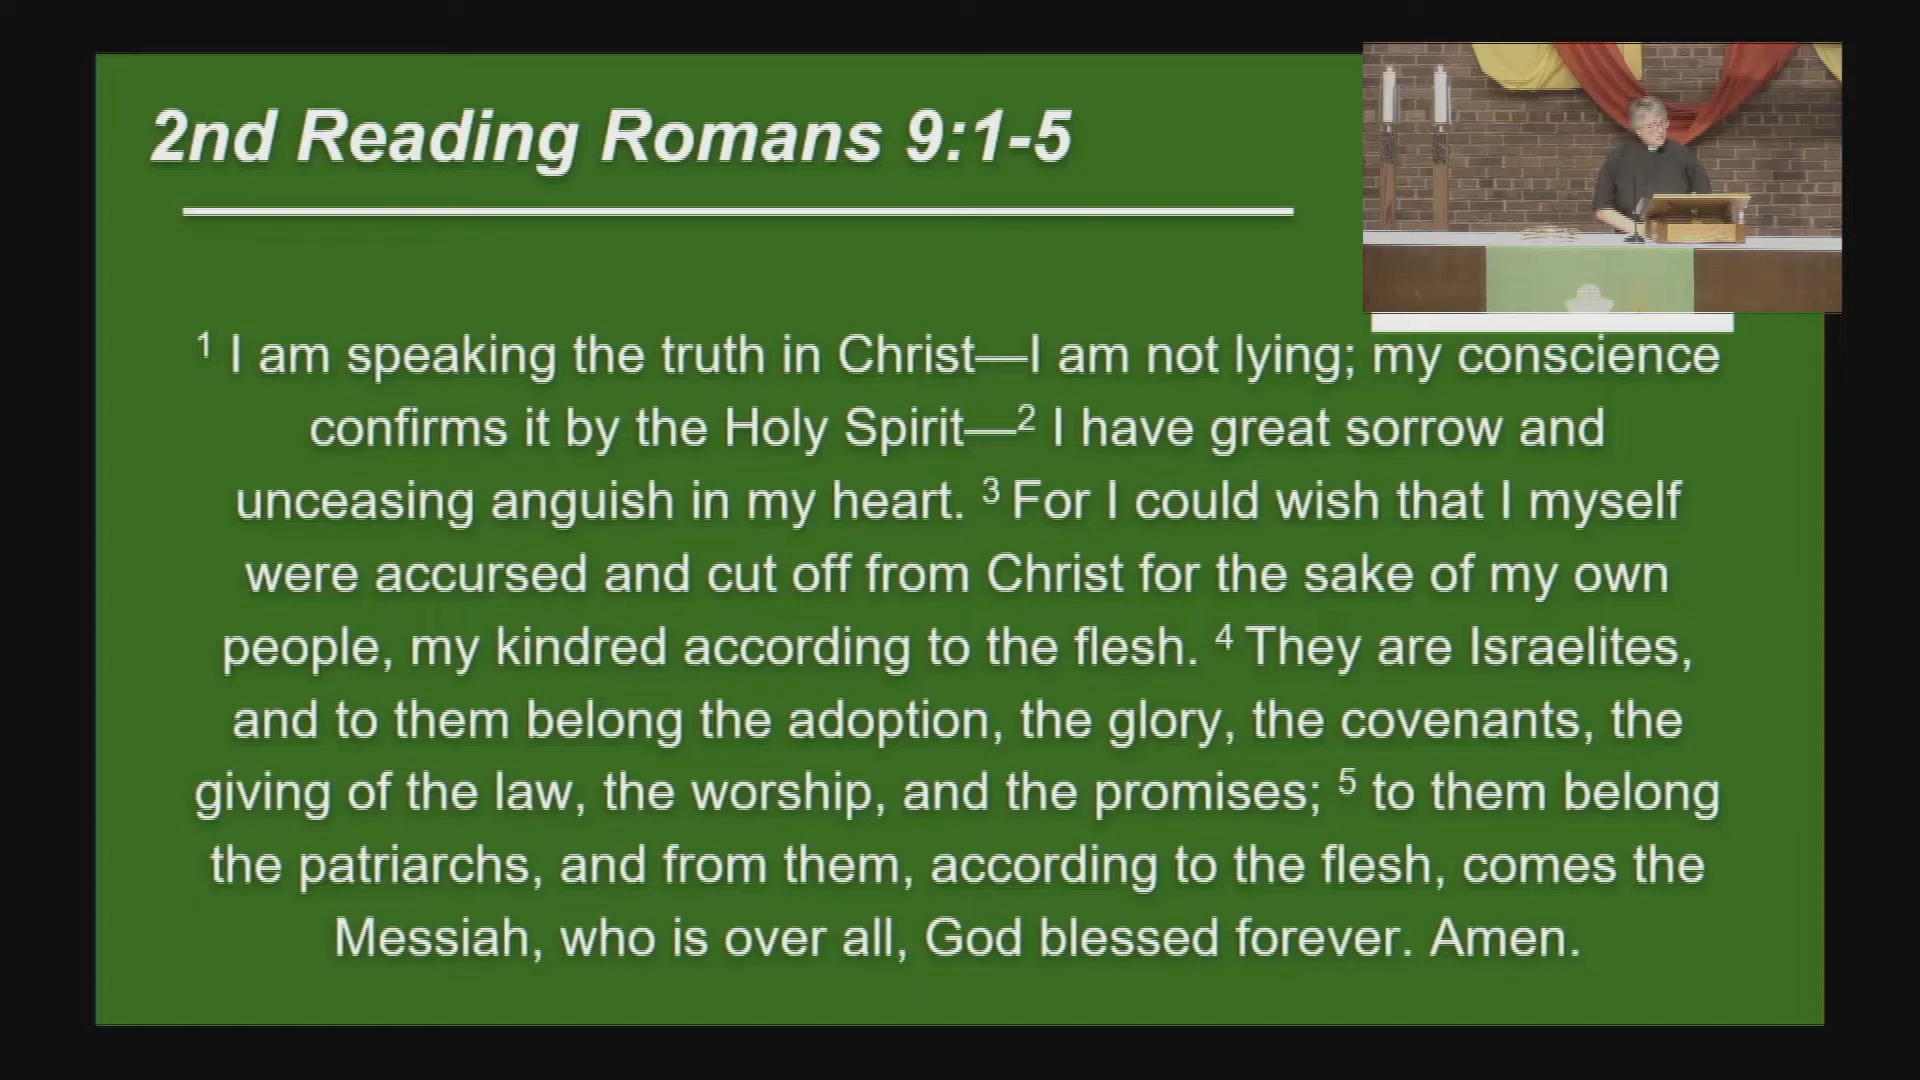 2nd Reading Romans 9:1-5
1 I am speaking the truth in Christ—I am not lying; my conscience
confirms it by the Holy Spirit—2 I have great sorrow and
unceasing anguish in my heart. 3 For I could wish that I myself
were accursed and cut off from Christ for the sake of my own
people, my kindred according to the flesh. 4 They are Israelites,
and to them belong the adoption, the glory, the covenants, the
giving of the law, the worship, and the promises; 5 to them belong
the patriarchs, and from them, according to the flesh, comes the
Messiah, who is over all, God blessed forever. Amen.